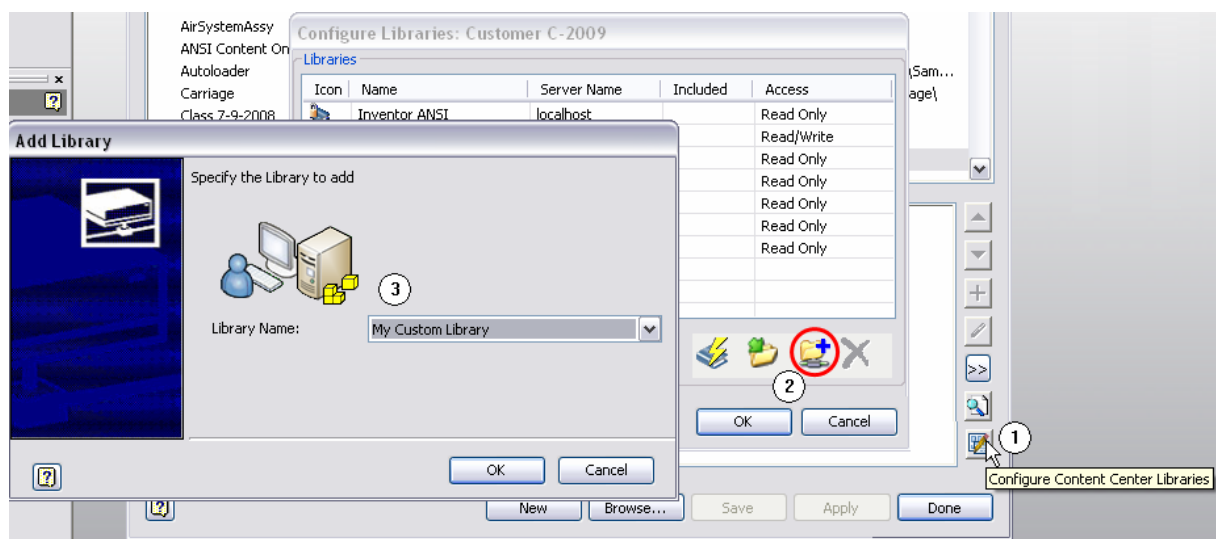 AirSystemAssy
ANSI Content On
Autoloader
Carriage
Class 7-9-2008
\Sam...
age\
Configure Libraries: Customer C-2009
Libraries
Icon Name Server Name Included Access
Inventor ANSI localhost Read Only
Read/Write
Read Only
Read Only
Read Only
Read Only
Read Only
Add Library
Specify the Library to add
3
Library Name: My Custom Library
2
OK Cancel
>>
1
Configure Content Center Libraries
? OK Cancel
? New Browse... Save Apply Done
x
?